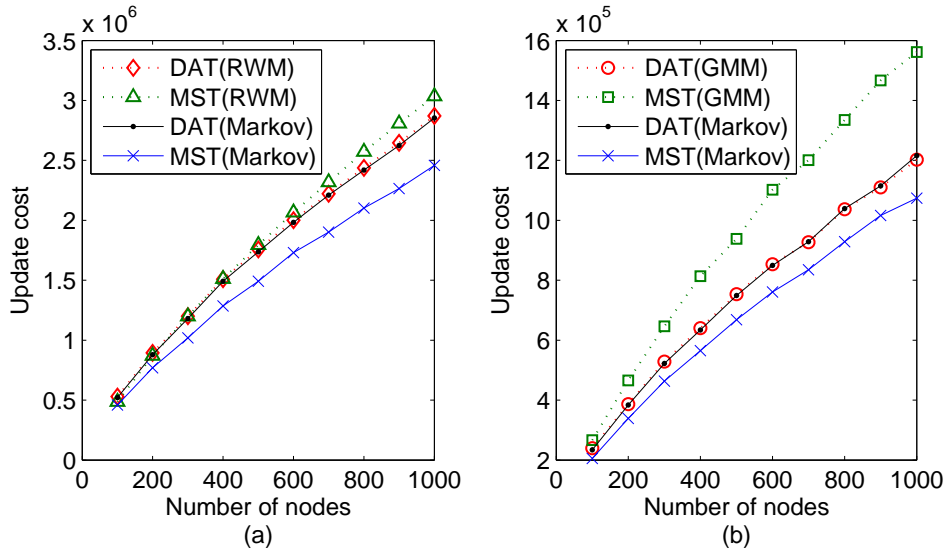 x 10^6
3.5
3
2.5
2
1.5
1
0.5
0
200 400 600 800 1000
Update cost
Number of nodes
(a)
DAT(RWM)
MST(RWM)
DAT(Markov)
MST(Markov)
x 10^5
16
14
12
10
8
6
4
2
200 400 600 800 1000
Update cost
Number of nodes
(b)
DAT(GMM)
MST(GMM)
DAT(Markov)
MST(Markov)